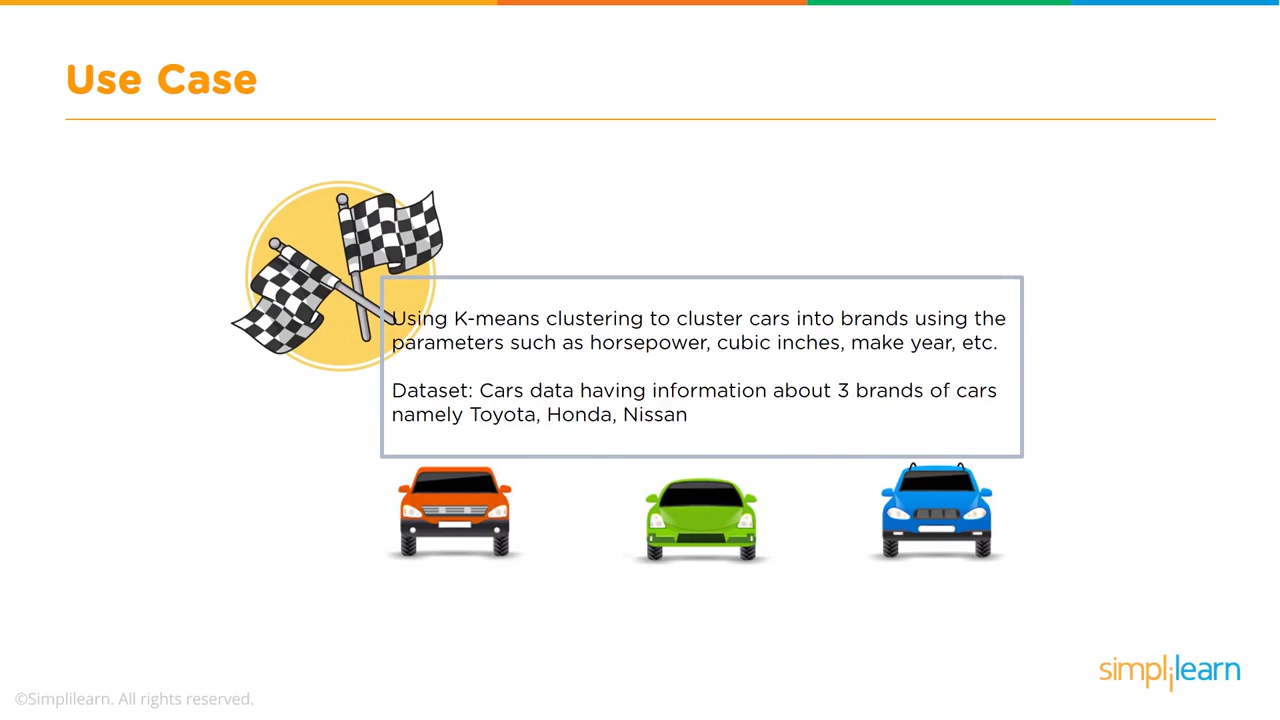 Use Case
Using K-means clustering to cluster cars into brands using the
parameters such as horsepower, cubic inches, make year, etc.
Dataset: Cars data having information about 3 brands of cars
namely Toyota, Honda, Nissan
simplilearn
©Simplilearn. All rights reserved.